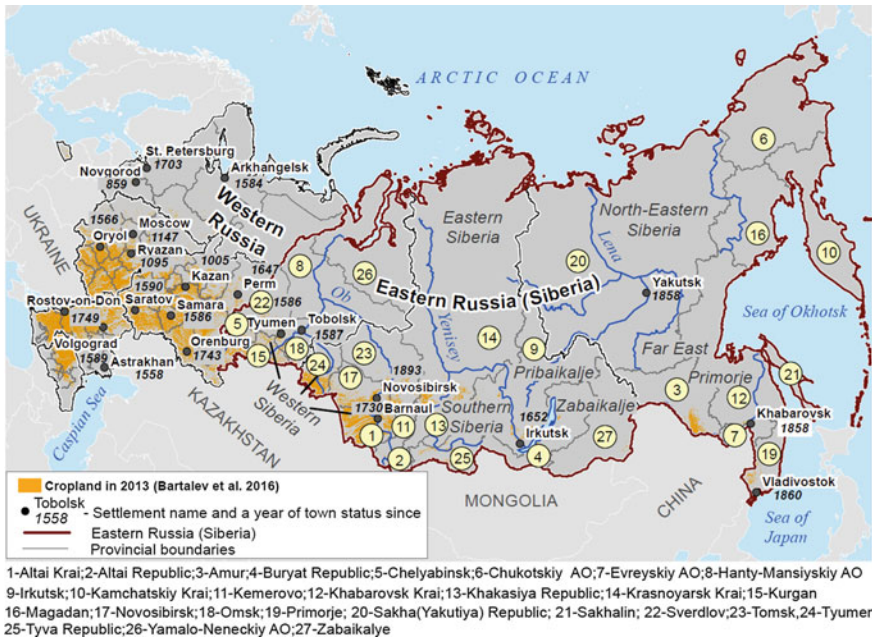 ARCTIC OCEAN
St. Petersburg
1703
Novgorod
859
Arkhangelsk
1584
Western
Russia
UKRAINE
1566
Oryol
Moscow
1147
Ryazan
1095
1005
Kazan
1590
1647
Perm
1586
Rostov-on-Don
1749
Saratov
Samara
1586
Volgograd
1589
Astrakhan
1558
Orenburg
1743
Caspian Sea
KAZAKHSTAN
Tyumen
Tobolsk
1587
Ob
Yenisey
Lena
Eastern
Siberia
North-Eastern
Siberia
Eastern Russia (Siberia)
Yakutsk
1858
Sea of Okhotsk
Far East
Western
Siberia
1893
Novosibirsk
1730
Barnaul
Southern
Siberia
Pribaikalje
1652
Irkutsk
Zabaikalje
Primorje
Khabarovsk
1858
Vladivostok
1860
Sea of
Japan
MONGOLIA
CHINA
8
26
22
5
15
18
24
23
17
1
11
13
2
25
14
9
4
27
20
6
16
10
3
12
21
7
19
Cropland in 2013 (Bartalev et al. 2016)
Tobolsk
1558 - Settlement name and a year of town status since
Eastern Russia (Siberia)
Provincial boundaries
1-Altai Krai;2-Altai Republic;3-Amur;4-Buryat Republic;5-Chelyabinsk;6-Chukotskiy AO;7-Evreyskiy AO;8-Hanty-Mansiyskiy AO
9-Irkutsk;10-Kamchatskiy Krai;11-Kemerovo;12-Khabarovsk Krai;13-Khakasiya Republic;14-Krasnoyarsk Krai;15-Kurgan
16-Magadan;17-Novosibirsk;18-Omsk;19-Primorje; 20-Sakha(Yakutiya) Republic; 21-Sakhalin; 22-Sverdlov;23-Tomsk,24-Tyumen
25-Tyva Republic;26-Yamalo-Neneckiy AO;27-Zabaikalye